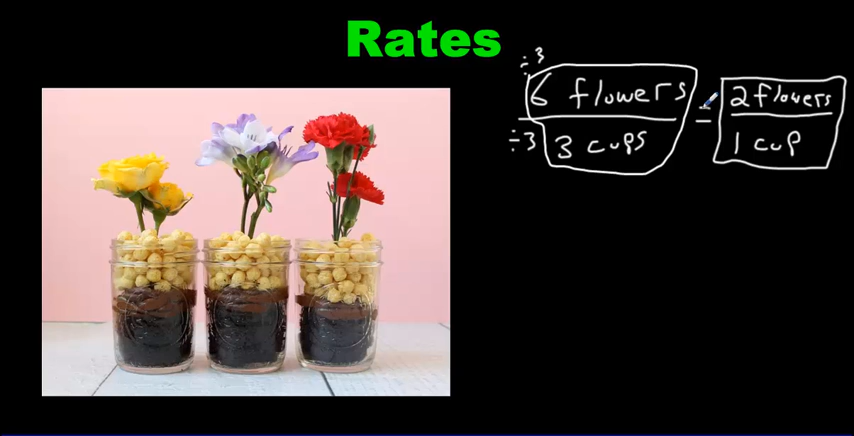 Rates
÷3
6 flowers = 2 flowers
÷3 3 cups 1 cup